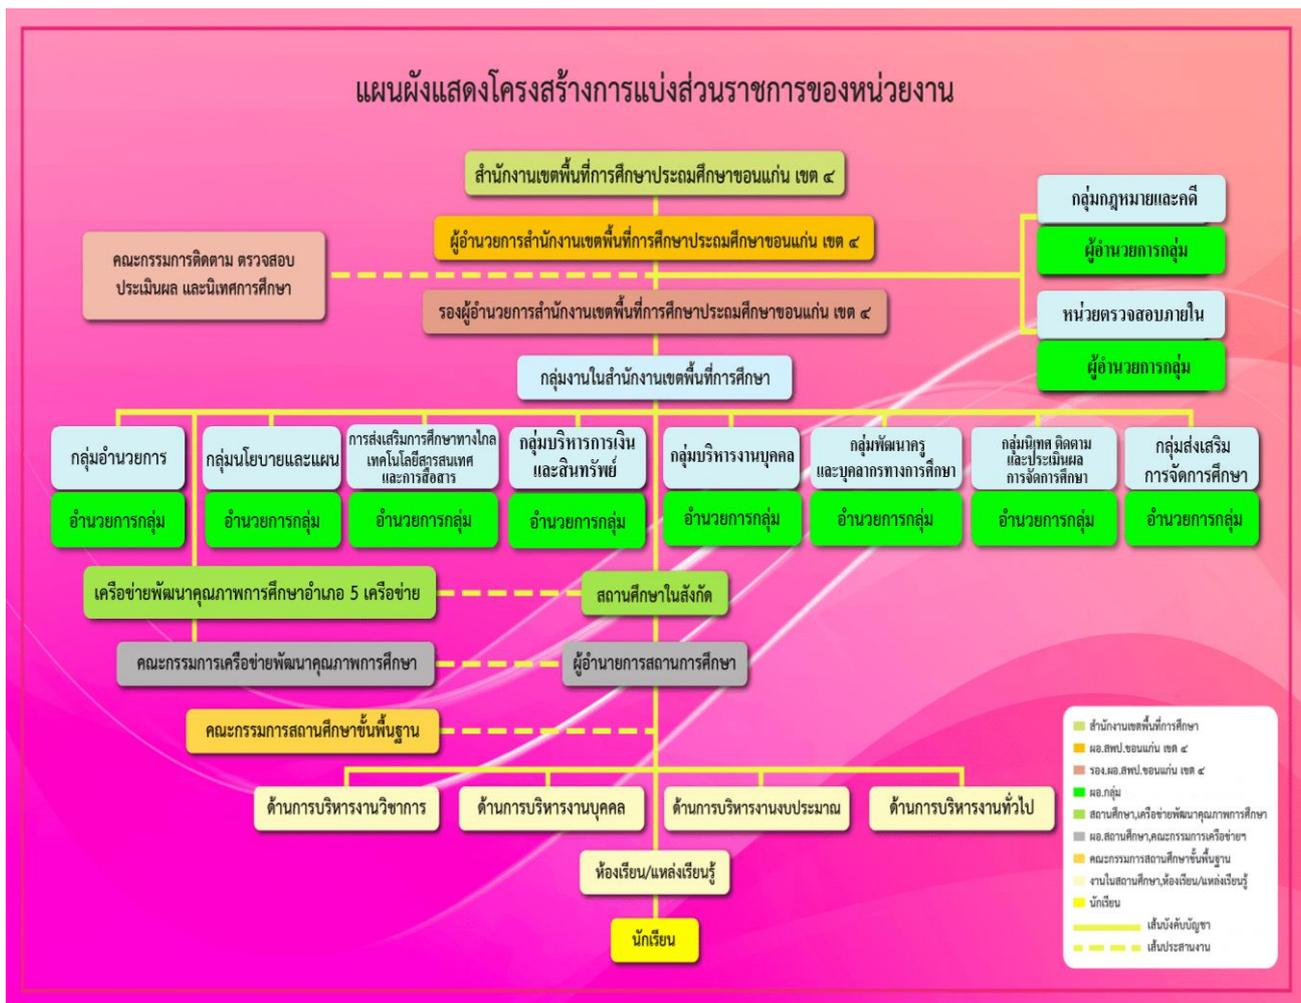 แผนผังแสดงโครงสร้างการแบ่งส่วนราชการของหน่วยงาน
สำนักงานเขตพื้นที่การศึกษาประถมศึกษาขอนแก่น เขต ๔
กลุ่มกฎหมายและคดี
ผู้อำนวยการกลุ่ม
ผู้อำนวยการสำนักงานเขตพื้นที่การศึกษาประถมศึกษาขอนแก่น เขต ๔
คณะกรรมการติดตาม ตรวจสอบ
ประเมินผล และนิเทศการศึกษา
รองผู้อำนวยการสำนักงานเขตพื้นที่การศึกษาประถมศึกษาขอนแก่น เขต ๔
หน่วยตรวจสอบภายใน
ผู้อำนวยการกลุ่ม
กลุ่มงานในสำนักงานเขตพื้นที่การศึกษา
กลุ่มอำนวยการ
กลุ่มนโยบายและแผน
การส่งเสริมการศึกษาทางไกล
เทคโนโลยีสารสนเทศ
และการสื่อสาร
กลุ่มบริหารการเงิน
และสินทรัพย์
กลุ่มบริหารงานบุคคล
กลุ่มพัฒนาครู
และบุคลากรทางการศึกษา
กลุ่มนิเทศ ติดตาม
และประเมินผล
การจัดการศึกษา
กลุ่มส่งเสริม
การจัดการศึกษา
อำนวยการกลุ่ม
อำนวยการกลุ่ม
อำนวยการกลุ่ม
อำนวยการกลุ่ม
อำนวยการกลุ่ม
อำนวยการกลุ่ม
อำนวยการกลุ่ม
อำนวยการกลุ่ม
เครือข่ายพัฒนาคุณภาพการศึกษาอำเภอ 5 เครือข่าย
สถานศึกษาในสังกัด
คณะกรรมการเครือข่ายพัฒนาคุณภาพการศึกษา
ผู้อำนายการสถานการศึกษา
คณะกรรมการสถานศึกษาขั้นพื้นฐาน
ด้านการบริหารงานวิชาการ
ด้านการบริหารงานบุคคล
ด้านการบริหารงานงบประมาณ
ด้านการบริหารงานทั่วไป
ห้องเรียน/แหล่งเรียนรู้
นักเรียน
สำนักงานเขตพื้นที่การศึกษา
ผอ.สพป.ขอนแก่น เขต ๔
รอง.ผอ.สพป.ขอนแก่น เขต ๔
ผอ.กลุ่ม
สถานศึกษา,เครือข่ายพัฒนาคุณภาพการศึกษา
ผอ.สถานศึกษา,คณะกรรมการเครือข่ายฯ
คณะกรรมการสถานศึกษาขั้นพื้นฐาน
งานในสถานศึกษา,ห้องเรียน/แหล่งเรียนรู้
นักเรียน
เส้นบังคับบัญชา
เส้นประสานงาน